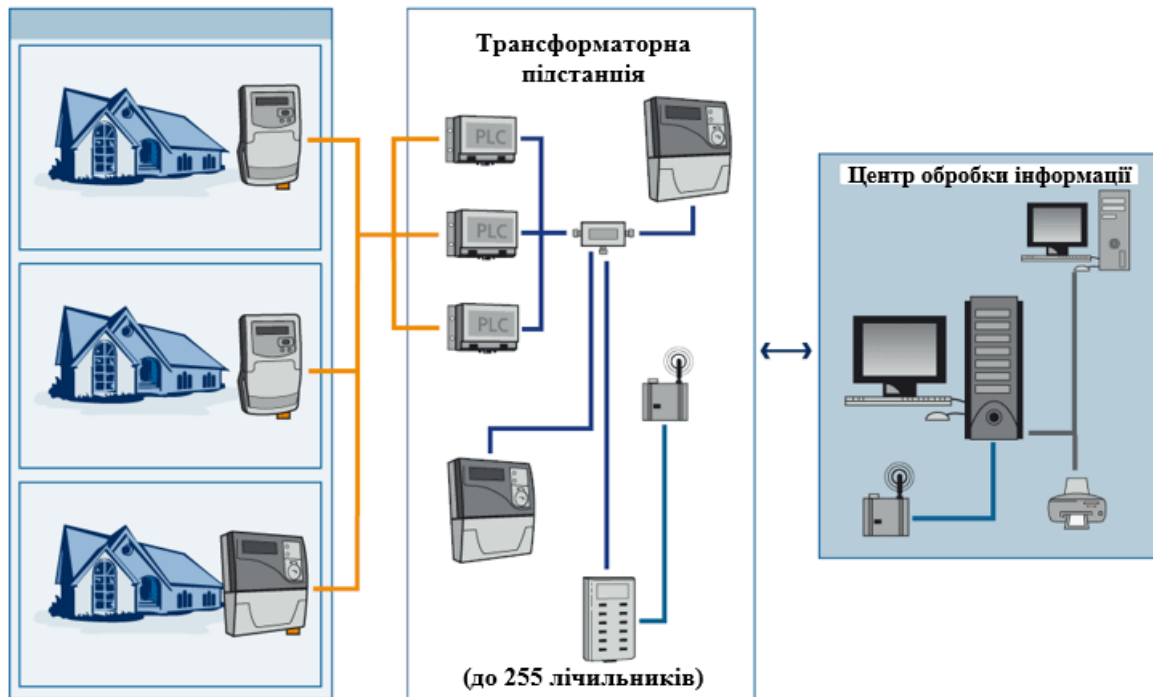 Трансформаторна
підстанція
PLC
PLC
PLC
(до 255 лічильників)
Центр обробки інформації